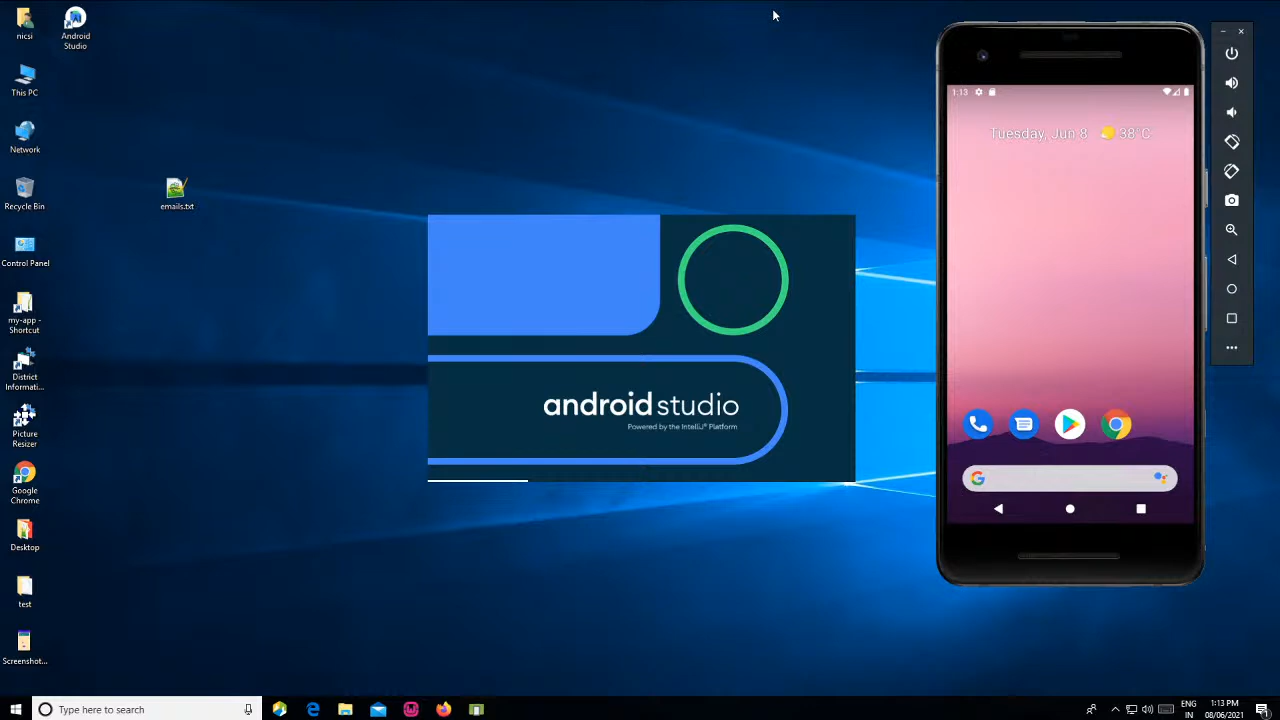 nicsi
Android
Studio
This PC
Network
Recycle Bin
Control Panel
my-app -
Shortcut
District
Informati...
Picture
Resizer
Google
Chrome
Desktop
test
Screenshot...
emails.txt
android studio
Powered by the IntelliJ® Platform
1:13
Tuesday, Jun 8 38°C
Type here to search
ENG
IN
1:13 PM
08/06/2021